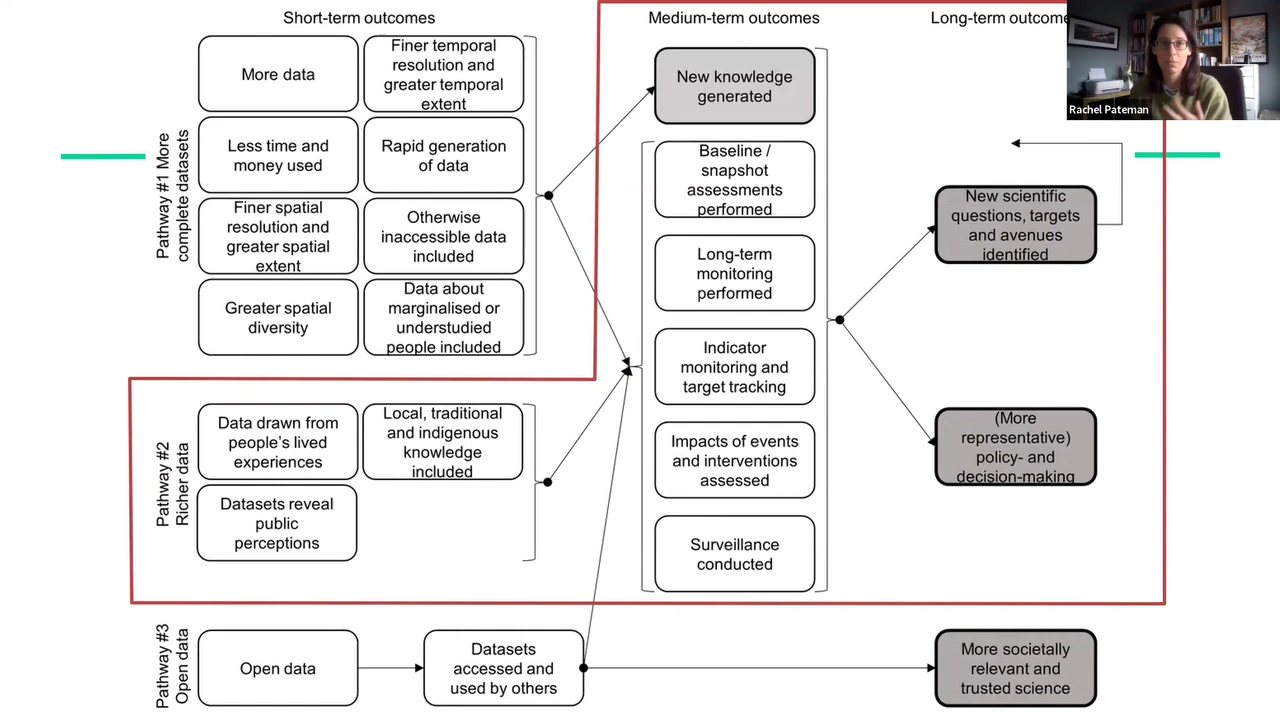 Short-term outcomes
Medium-term outcomes
Long-term outcome
Rachel Pateman
Pathway #1 More
complete datasets
More data
Finer temporal
resolution and
greater temporal
extent
Less time and
money used
Rapid generation
of data
Finer spatial
resolution and
greater spatial
extent
Otherwise
inaccessible data
included
Greater spatial
diversity
Data about
marginalised or
understudied
people included
Pathway #2
Richer data
Data drawn from
people's lived
experiences
Local, traditional
and indigenous
knowledge
included
Datasets reveal
public
perceptions
Pathway #3
Open data
Open data
Datasets
accessed and
used by others
New knowledge
generated
Baseline /
snapshot
assessments
performed
Long-term
monitoring
performed
Indicator
monitoring and
target tracking
Impacts of events
and interventions
assessed
Surveillance
conducted
New scientific
questions, targets
and avenues
identified
(More
representative)
policy- and
decision-making
More societally
relevant and
trusted science